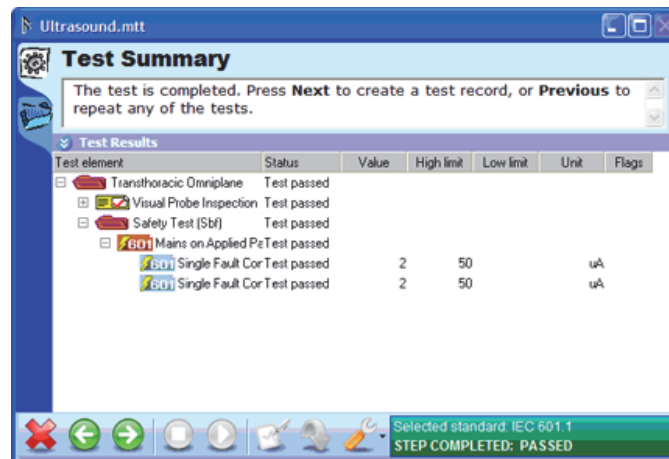 Ultrasound.mtt
Test Summary
The test is completed. Press Next to create a test record, or Previous to
repeat any of the tests.
Test Results
Test element Status Value High limit Low limit Unit Flags
Transthoracic Omniplane Test passed
Visual Probe Inspection Test passed
Safety Test (Sbf) Test passed
601 Mains on Applied Pa Test passed
601 Single Fault Cor Test passed 2 50 uA
601 Single Fault Cor Test passed 2 50 uA
Selected standard: IEC 601.1
STEP COMPLETED: PASSED